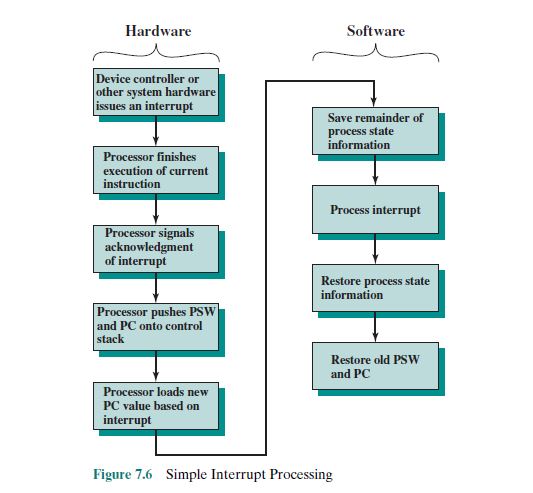 Hardware
Device controller or
other system hardware
issues an interrupt
Processor finishes
execution of current
instruction
Processor signals
acknowledgment
of interrupt
Processor pushes PSW
and PC onto control
stack
Processor loads new
PC value based on
interrupt
Software
Save remainder of
process state
information
Process interrupt
Restore process state
information
Restore old PSW
and PC
Figure 7.6 Simple Interrupt Processing